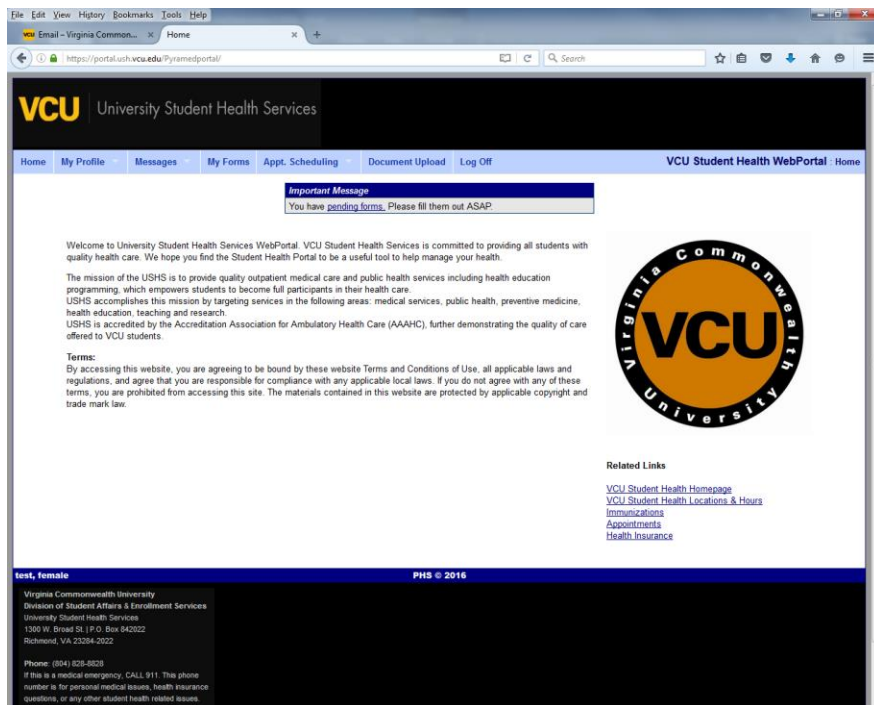 File Edit View History Bookmarks Tools Help
VCU Email – Virginia Common... × Home × +
https://portal.ush.vcu.edu/Pyramedportal/ Search
VCU University Student Health Services
Home My Profile Messages My Forms Appt. Scheduling Document Upload Log Off VCU Student Health WebPortal : Home
Important Message
You have pending forms. Please fill them out ASAP.
Welcome to University Student Health Services WebPortal. VCU Student Health Services is committed to providing all students with
quality health care. We hope you find the Student Health Portal to be a useful tool to help manage your health.
The mission of the USHS is to provide quality outpatient medical care and public health services including health education
programming, which empowers students to become full participants in their health care.
USHS accomplishes this mission by targeting services in the following areas: medical services, public health, preventive medicine,
health education, teaching and research.
USHS is accredited by the Accreditation Association for Ambulatory Health Care (AAAHC), further demonstrating the quality of care
offered to VCU students.
Terms:
By accessing this website, you are agreeing to be bound by these website Terms and Conditions of Use, all applicable laws and
regulations, and agree that you are responsible for compliance with any applicable local laws. If you do not agree with any of these
terms, you are prohibited from accessing this site. The materials contained in this website are protected by applicable copyright and
trade mark law.
Virginia Commonwealth University
VCU
Related Links
VCU Student Health Homepage
VCU Student Health Locations & Hours
Immunizations
Appointments
Health Insurance
test, female PHS © 2016
Virginia Commonwealth University
Division of Student Affairs & Enrollment Services
University Student Health Services
1300 W. Broad St. | P.O. Box 842022
Richmond, VA 23284-2022
Phone: (804) 828-8828
If this is a medical emergency, CALL 911. This phone
number is for personal medical issues, health insurance
questions, or any other student health related issues.